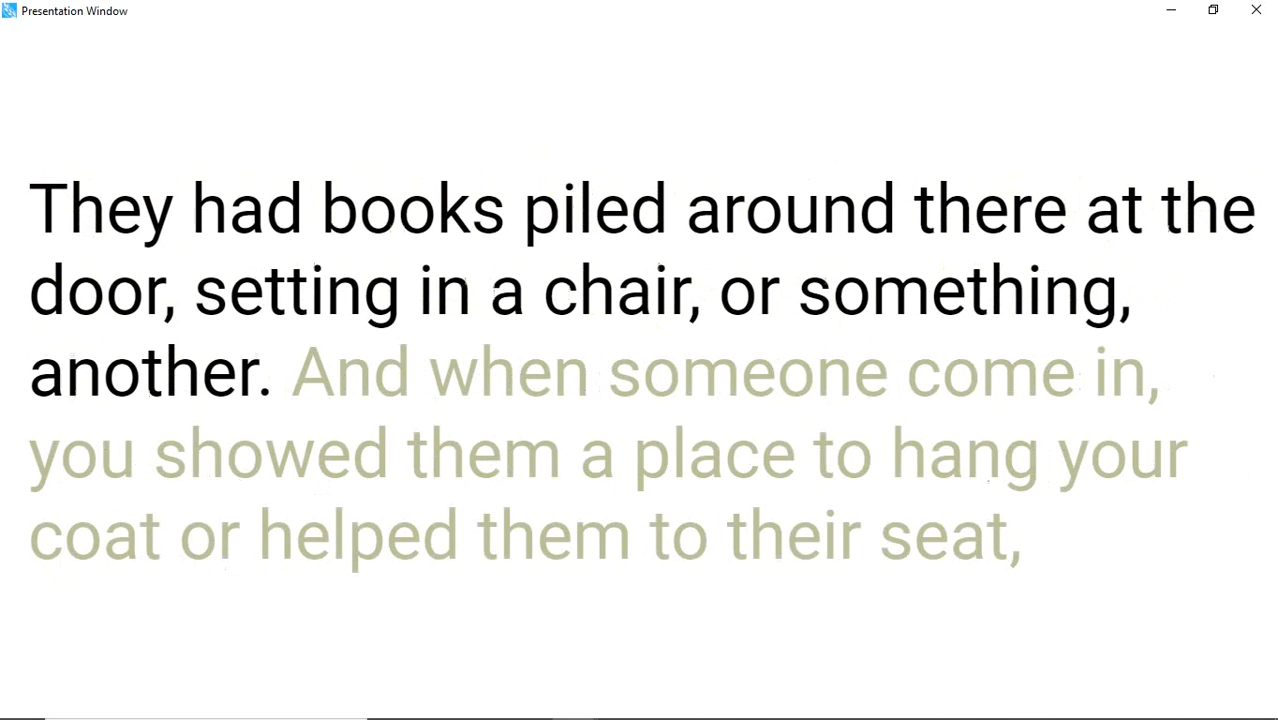 Presentation Window
They had books piled around there at the
door, setting in a chair, or something,
another. And when someone come in,
you showed them a place to hang your
coat or helped them to their seat,